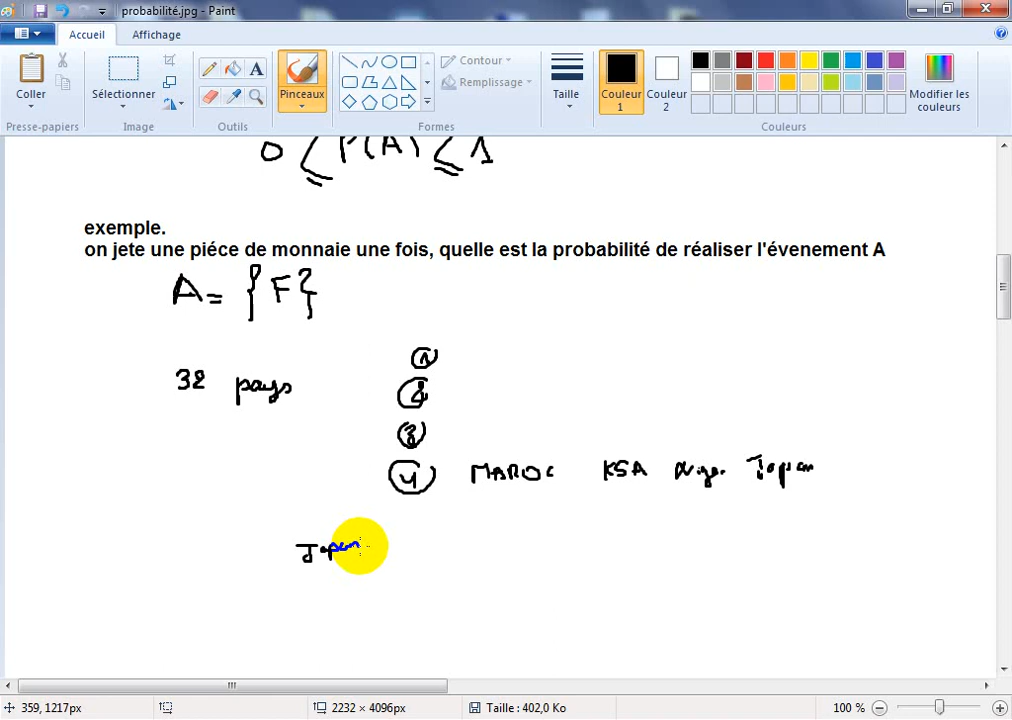 probabilité.jpg - Paint
Accueil Affichage
Coller
Sélectionner
Pinceaux
Contour
Remplissage
Taille
Couleur 1
Couleur 2
Modifier les couleurs
Presse-papiers Image Outils Formes Couleurs
0 ≤ P(A) ≤ 1
exemple.
on jete une piéce de monnaie une fois, quelle est la probabilité de réaliser l'évenement A
A = { F }
32 pays
1
2
3
4 MAROC KSA Japan
Japan
359, 1217px 2232 × 4096px Taille : 402,0 Ko 100 %